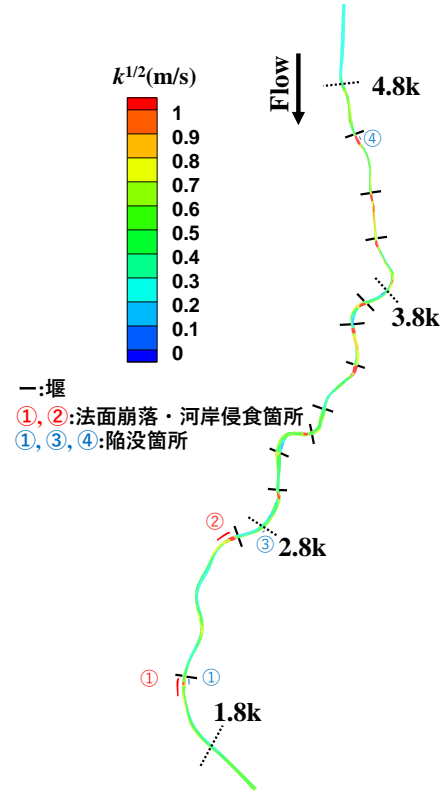 k1/2(m/s)
Flow
1
0.9
0.8
0.7
0.6
0.5
0.4
0.3
0.2
0.1
0
4.8k
④
3.8k
ー:堰
①, ②:法面崩落・河岸侵食箇所
①, ③, ④:陥没箇所
②
③
2.8k
①
①
1.8k